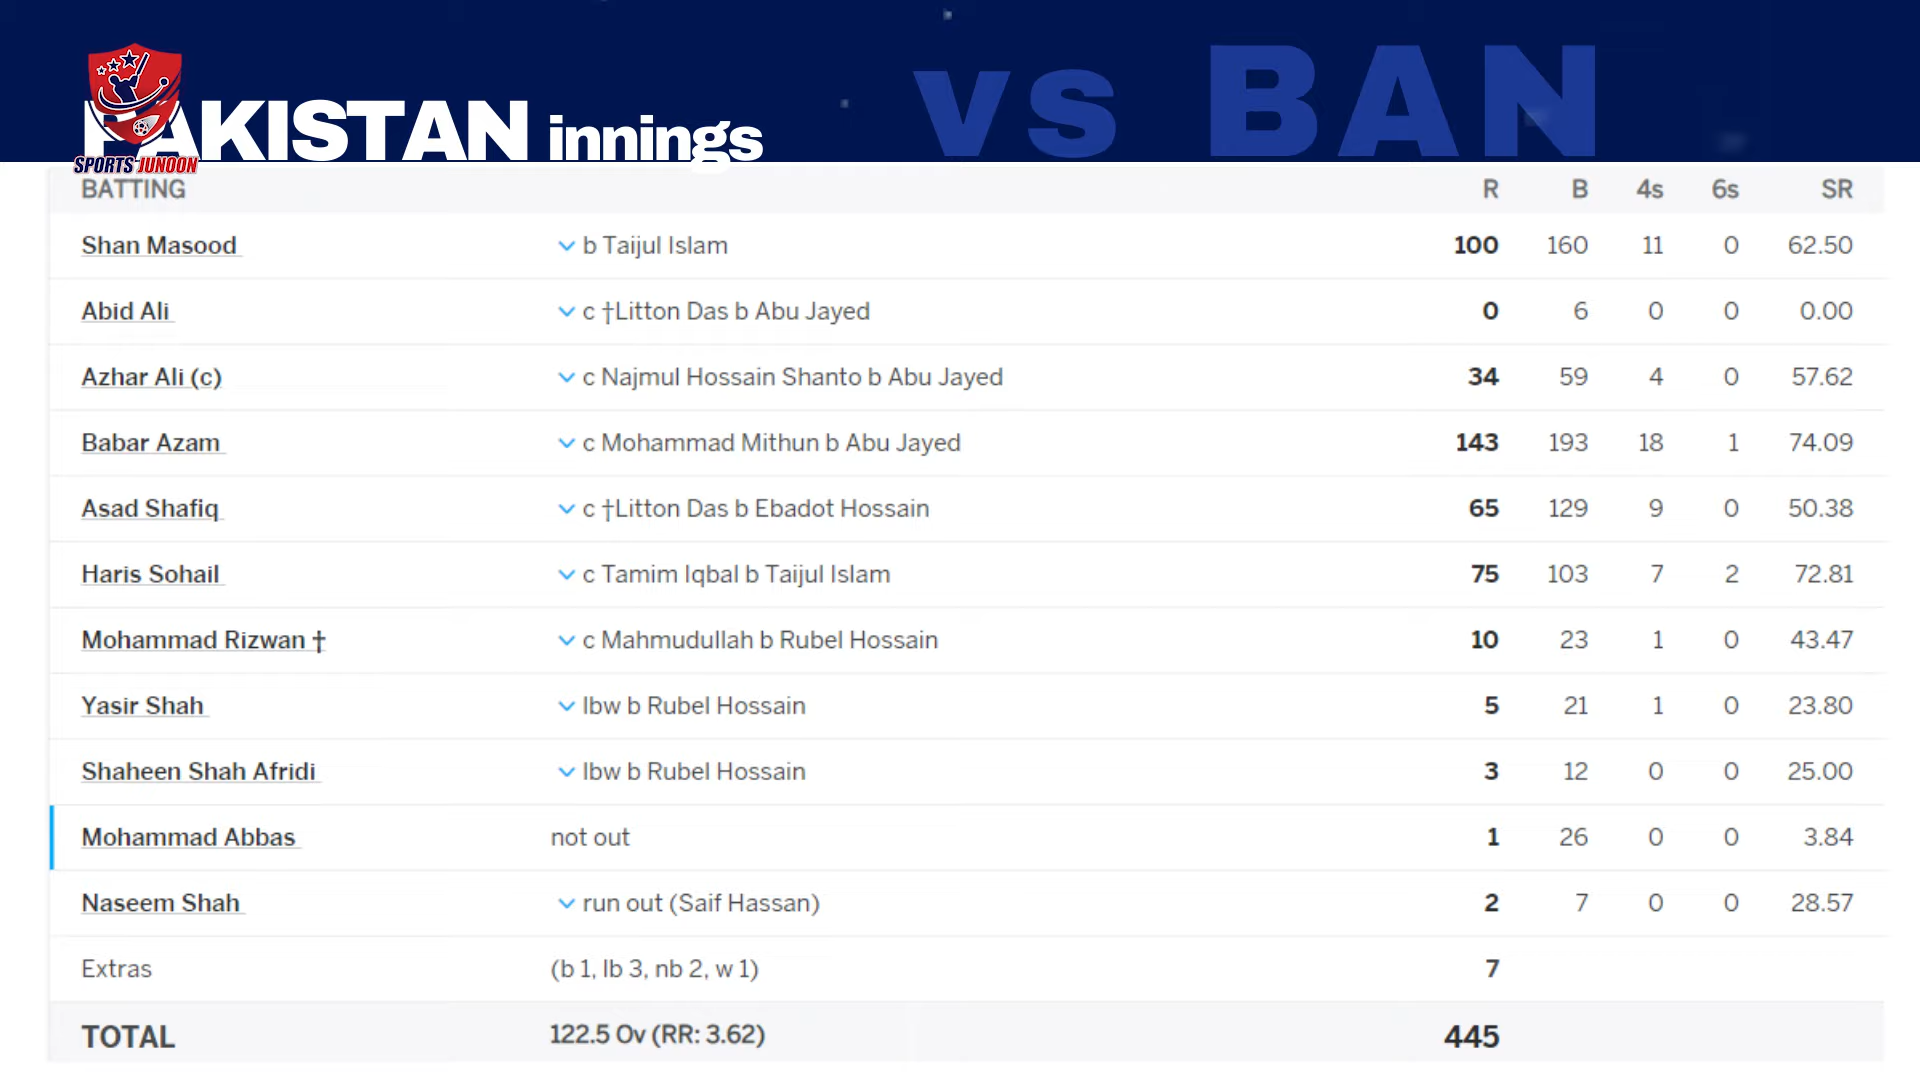 PAKISTAN innings vs BAN
SPORTS JUNOON
BATTING R B 4s 6s SR
Shan Masood b Taijul Islam 100 160 11 0 62.50
Abid Ali c †Litton Das b Abu Jayed 0 6 0 0 0.00
Azhar Ali (c) c Najmul Hossain Shanto b Abu Jayed 34 59 4 0 57.62
Babar Azam c Mohammad Mithun b Abu Jayed 143 193 18 1 74.09
Asad Shafiq c †Litton Das b Ebadot Hossain 65 129 9 0 50.38
Haris Sohail c Tamim Iqbal b Taijul Islam 75 103 7 2 72.81
Mohammad Rizwan † c Mahmudullah b Rubel Hossain 10 23 1 0 43.47
Yasir Shah lbw b Rubel Hossain 5 21 1 0 23.80
Shaheen Shah Afridi lbw b Rubel Hossain 3 12 0 0 25.00
Mohammad Abbas not out 1 26 0 0 3.84
Naseem Shah run out (Saif Hassan) 2 7 0 0 28.57
Extras (b 1, lb 3, nb 2, w 1) 7
TOTAL 122.5 Ov (RR: 3.62) 445